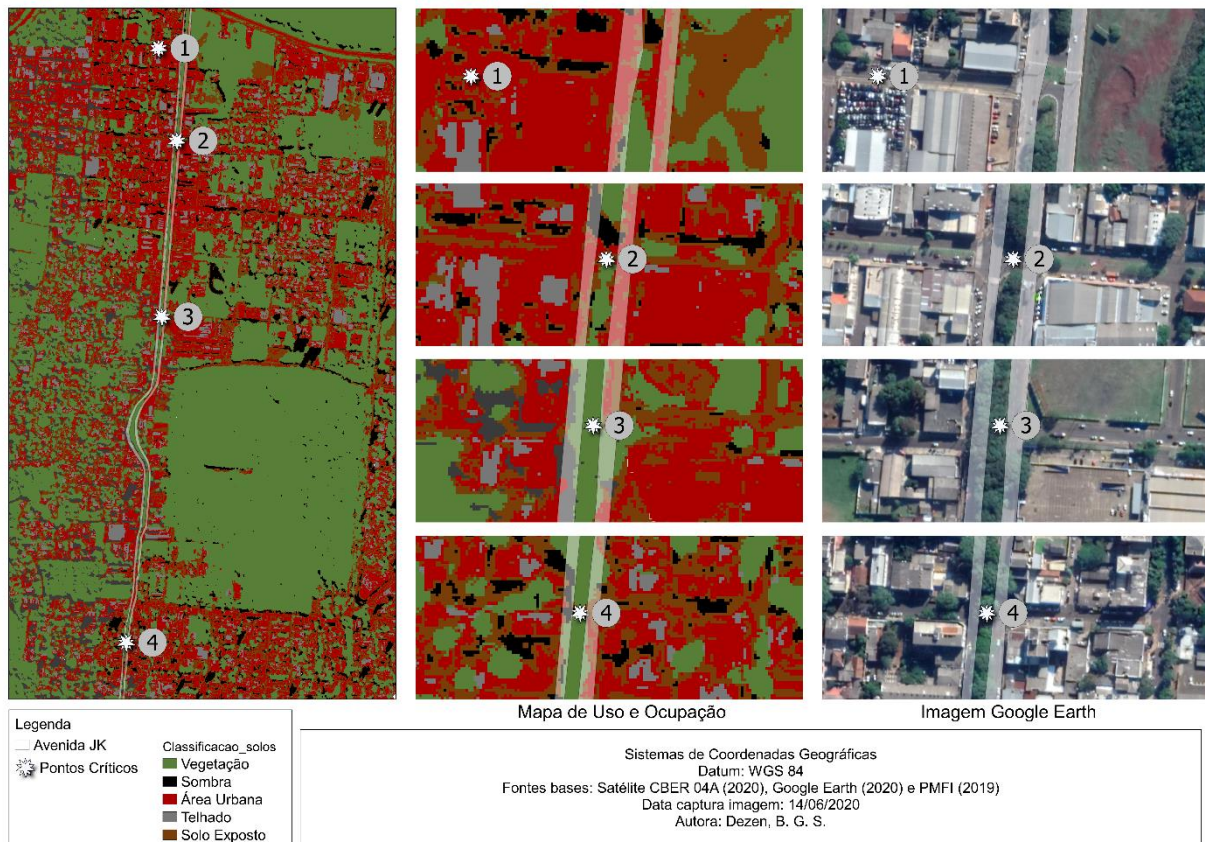 1
2
3
4
1
1
2
2
3
3
4
4
Mapa de Uso e Ocupação
Imagem Google Earth
Legenda
Avenida JK
Pontos Críticos
Classificacao_solos
Vegetação
Sombra
Área Urbana
Telhado
Solo Exposto
Sistemas de Coordenadas Geográficas
Datum: WGS 84
Fontes bases: Satélite CBER 04A (2020), Google Earth (2020) e PMFI (2019)
Data captura imagem: 14/06/2020
Autora: Dezen, B. G. S.